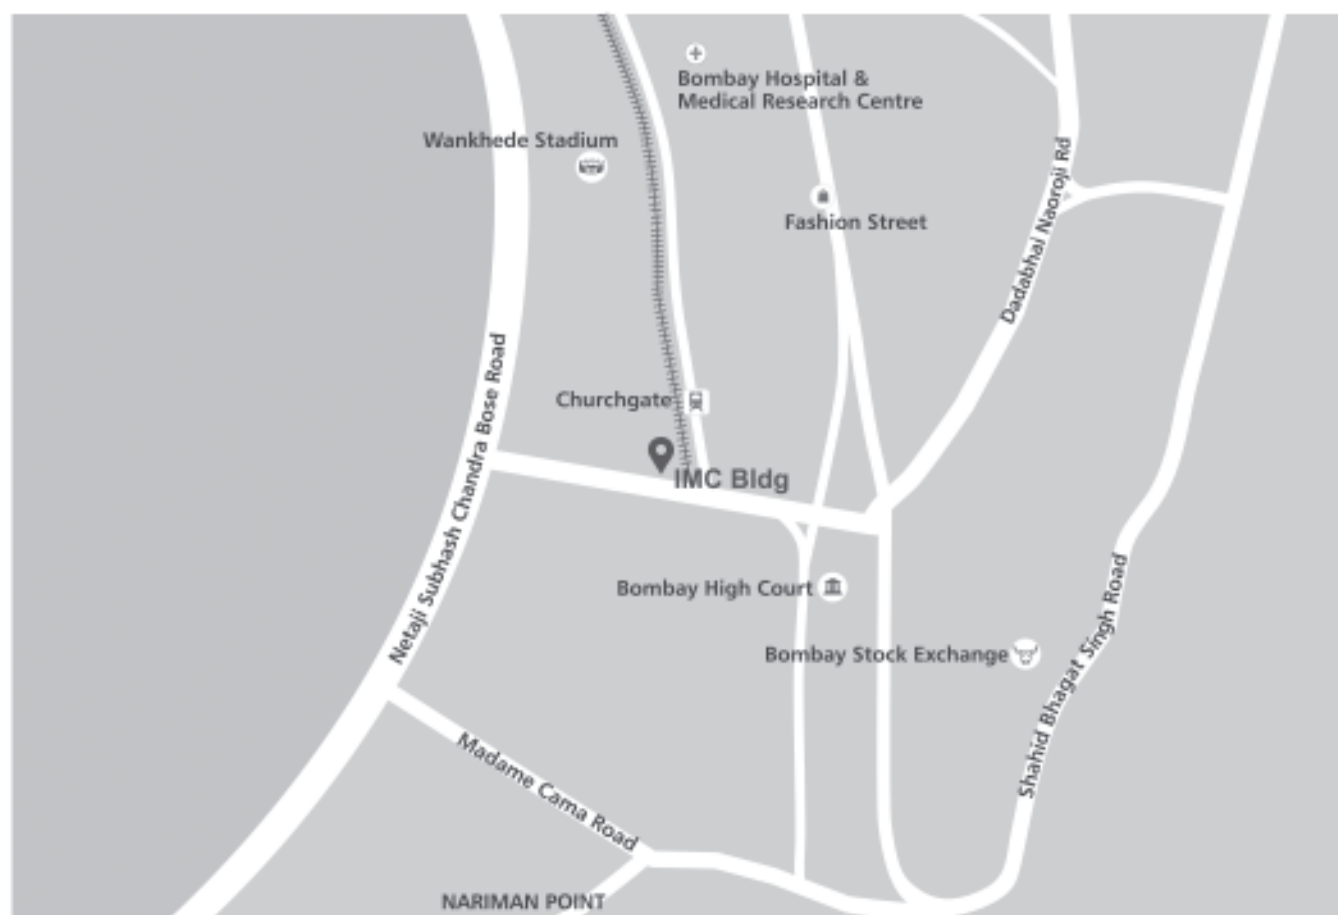 Bombay Hospital &
Medical Research Centre
Wankhede Stadium
Fashion Street
Dadabhai Naoroji Rd
Netaji Subhash Chandra Bose Road
Churchgate
IMC Bldg
Bombay High Court
Bombay Stock Exchange
Shahid Bhagat Singh Road
Madame Cama Road
NARIMAN POINT